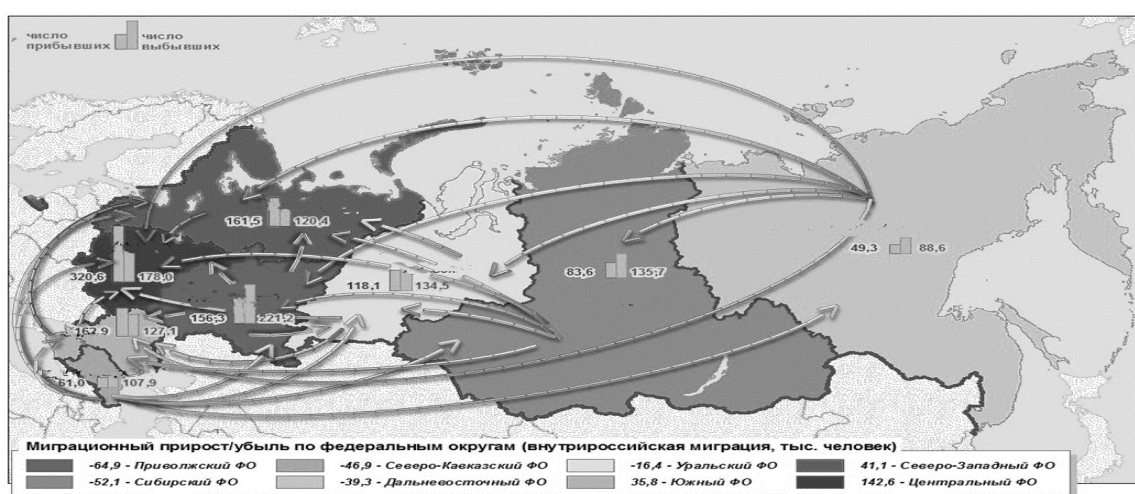 число прибывших
число выбывших
161,5 120,4
49,3 88,6
320,6 178,0
83,6 135,7
118,1 134,5
156,3 221,2
162,9 127,1
61,0 107,9
Миграционный прирост/убыль по федеральным округам (внутрироссийская миграция, тыс. человек)
-64,9 - Приволжский ФО -46,9 - Северо-Кавказский ФО -16,4 - Уральский ФО 41,1 - Северо-Западный ФО
-52,1 - Сибирский ФО -39,3 - Дальневосточный ФО 35,8 - Южный ФО 142,6 - Центральный ФО